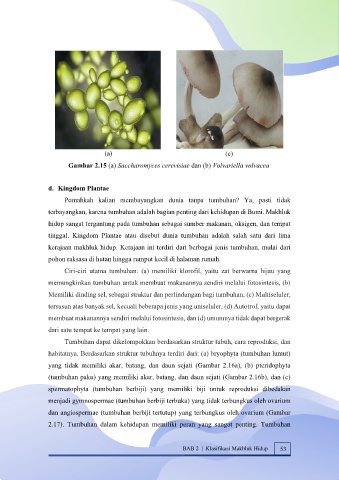 (a) (c)
Gambar 2.15 (a) Saccharomyces cerevisiae dan (b) Volvariella volvacea
d. Kingdom Plantae
Pernahkah kalian membayangkan dunia tanpa tumbuhan? Ya, pasti tidak
terbayangkan, karena tumbuhan adalah bagian penting dari kehidupan di Bumi. Makhluk
hidup sangat tergantung pada tumbuhan sebagai sumber makanan, oksigen, dan tempat
tinggal. Kingdom Plantae atau disebut dunia tumbuhan adalah salah satu dari lima
kerajaan makhluk hidup. Kerajaan ini terdiri dari berbagai jenis tumbuhan, mulai dari
pohon raksasa di hutan hingga rumput kecil di halaman rumah.
Ciri-ciri utama tumbuhan: (a) memiliki klorofil, yaitu zat berwarna hijau yang
memungkinkan tumbuhan untuk membuat makanannya sendiri melalui fotosintesis, (b)
Memiliki dinding sel, sebagai struktur dan perlindungan bagi tumbuhan, (c) Multiseluler,
tersusun atas banyak sel, kecuali beberapa jenis yang uniseluler, (d) Autotrof, yaitu dapat
membuat makanannya sendiri melalui fotosintesis, dan (d) umumnya tidak dapat bergerak
dari satu tempat ke tempat yang lain.
Tumbuhan dapat dikelompokkan berdasarkan struktur tubuh, cara reproduksi, dan
habitatnya. Berdasarkan struktur tubuhnya terdiri dari: (a) bryophyta (tumbuhan lumut)
yang tidak memiliki akar, batang, dan daun sejati (Gambar 2.16a), (b) pteridophyta
(tumbuhan paku) yang memiliki akar, batang, dan daun sejati (Gambar 2.16b), dan (c)
spermatophyta (tumbuhan berbiji) yang memiliki biji untuk reproduksi dibedakan
menjadi gymnospermae (tumbuhan berbiji terbuka) yang tidak terbungkus oleh ovarium
dan angiospermae (tumbuhan berbiji tertutup) yang terbungkus oleh ovarium (Gambar
2.17). Tumbuhan dalam kehidupan memiliki peran yang sangat penting. Tumbuhan
BAB 2 | Klasifikasi Makhluk Hidup 53